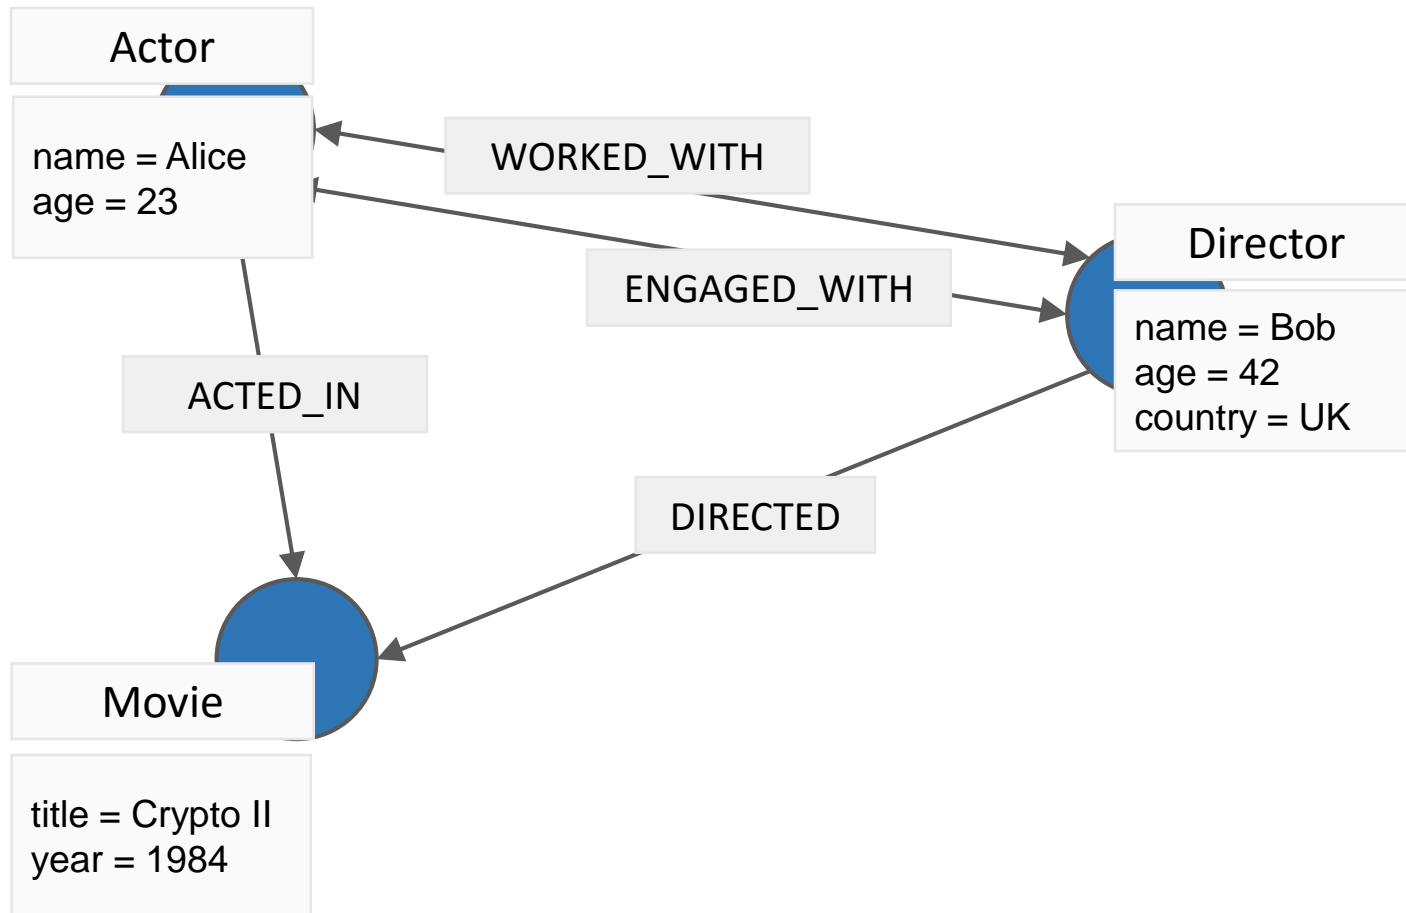 Actor
name = Alice
age = 23
WORKED_WITH
Director
ENGAGED_WITH
name = Bob
age = 42
country = UK
ACTED_IN
DIRECTED
Movie
title = Crypto II
year = 1984